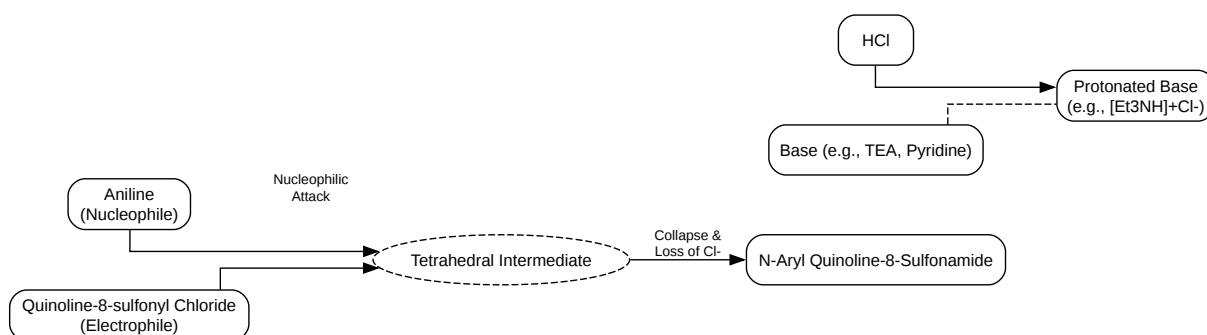 HCl
Protonated Base
(e.g., [Et3NH]+Cl-)
Base (e.g., TEA, Pyridine)
Nucleophilic
Attack
Aniline
(Nucleophile)
Collapse &
Loss of Cl-
Tetrahedral Intermediate
N-Aryl Quinoline-8-Sulfonamide
Quinoline-8-sulfonyl Chloride
(Electrophile)